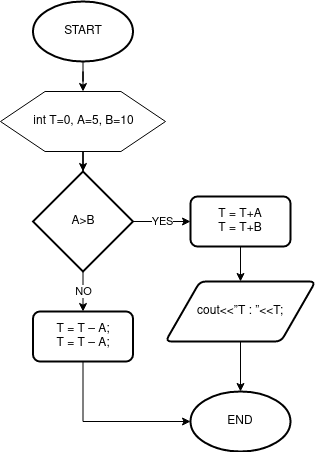 START
int T=0, A=5, B=10
A>B
YES
T = T+A
T = T+B
NO
T = T – A;
T = T – A;
cout<<"T : "<<T;
END